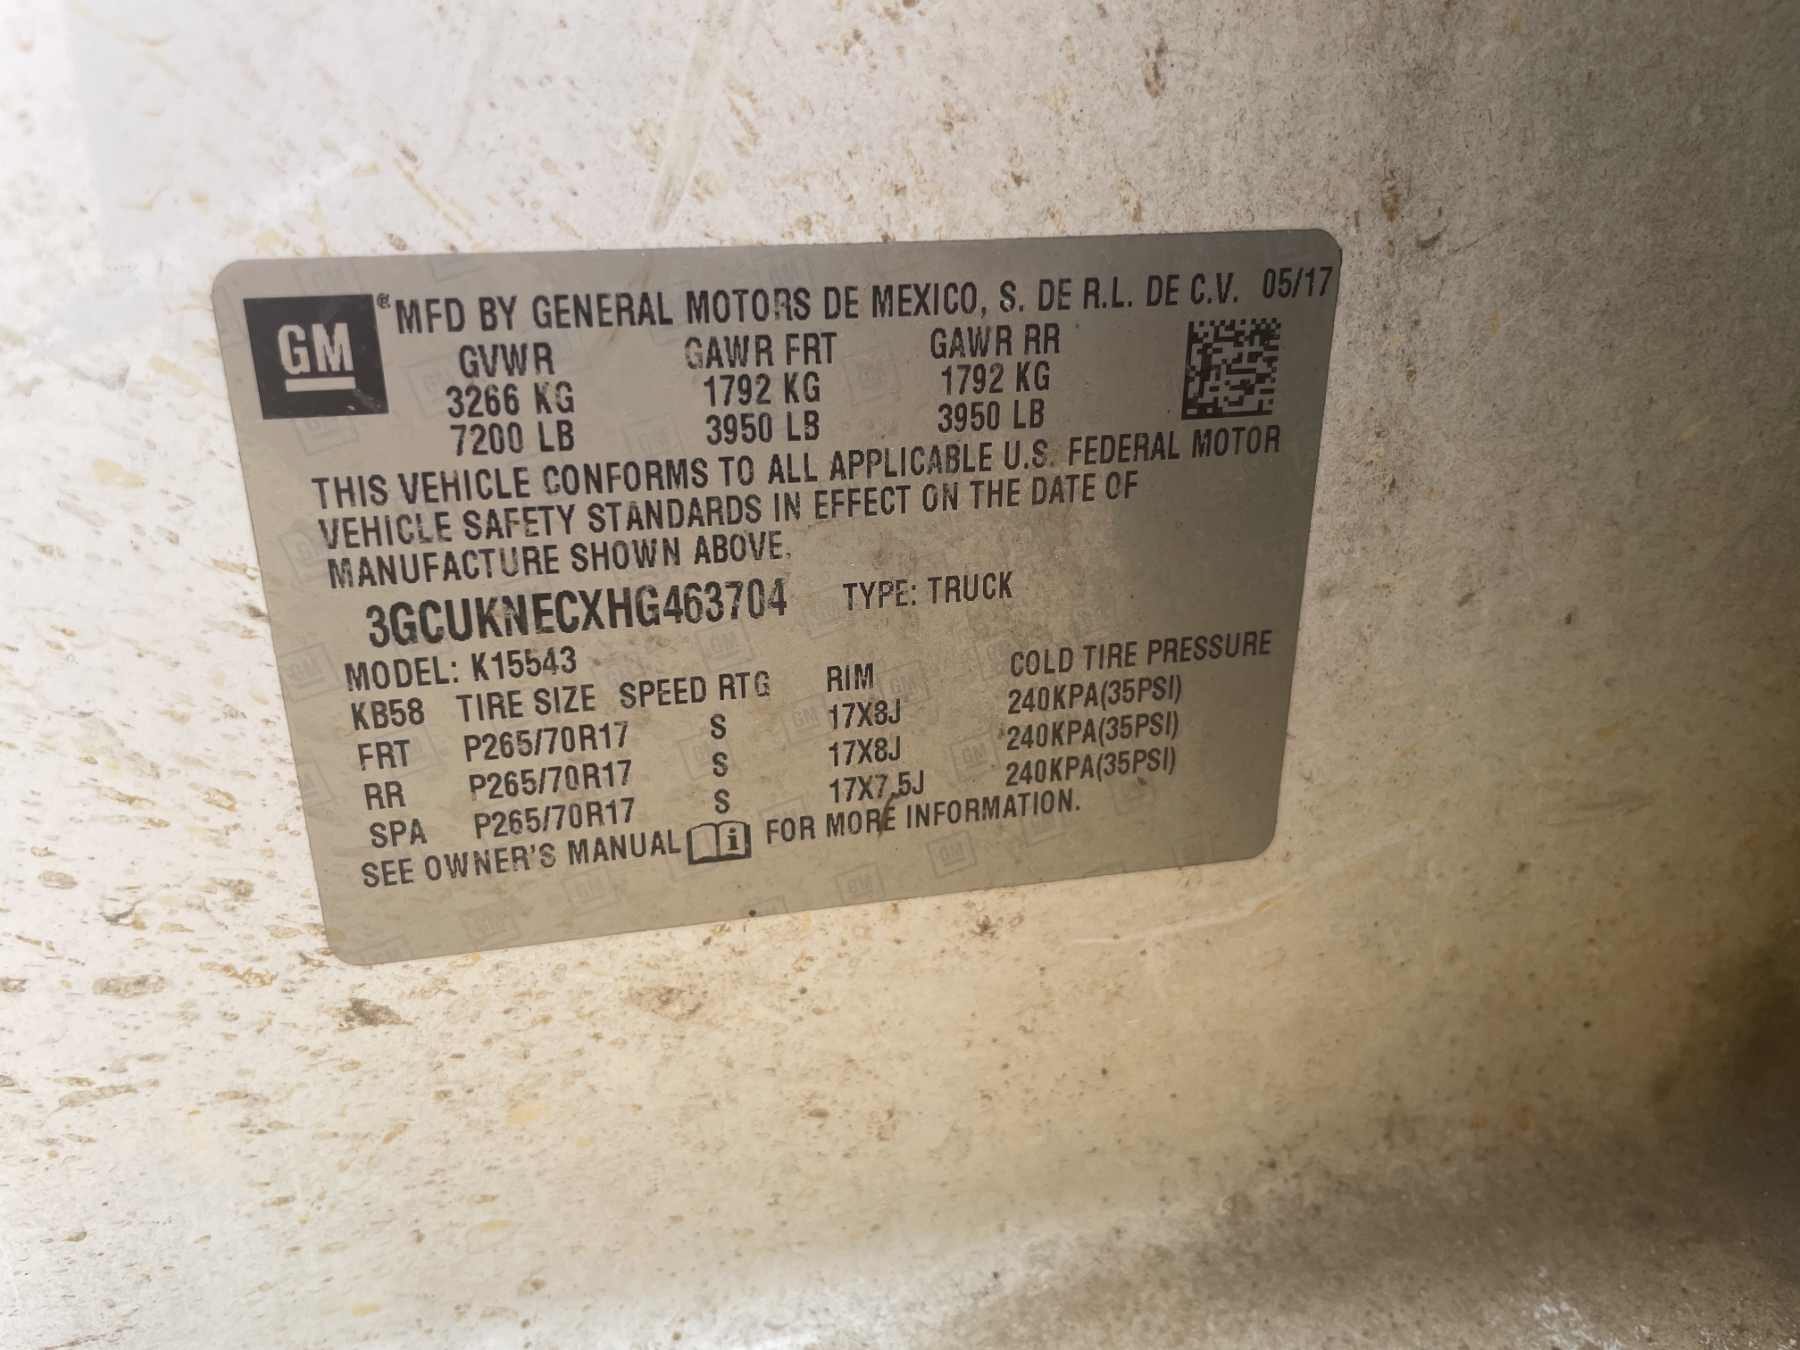 GM ® MFD BY GENERAL MOTORS DE MEXICO, S. DE R.L. DE C.V. 05/17
GVWR GAWR FRT GAWR RR
3266 KG 1792 KG 1792 KG
7200 LB 3950 LB 3950 LB
THIS VEHICLE CONFORMS TO ALL APPLICABLE U.S. FEDERAL MOTOR
VEHICLE SAFETY STANDARDS IN EFFECT ON THE DATE OF
MANUFACTURE SHOWN ABOVE.
3GCUKNECXHG463704 TYPE: TRUCK
MODEL: K15543
KB58 TIRE SIZE SPEED RTG RIM COLD TIRE PRESSURE
FRT P265/70R17 S 17X8J 240KPA(35PSI)
RR P265/70R17 S 17X8J 240KPA(35PSI)
SPA P265/70R17 S 17X7.5J 240KPA(35PSI)
SEE OWNER'S MANUAL i FOR MORE INFORMATION.